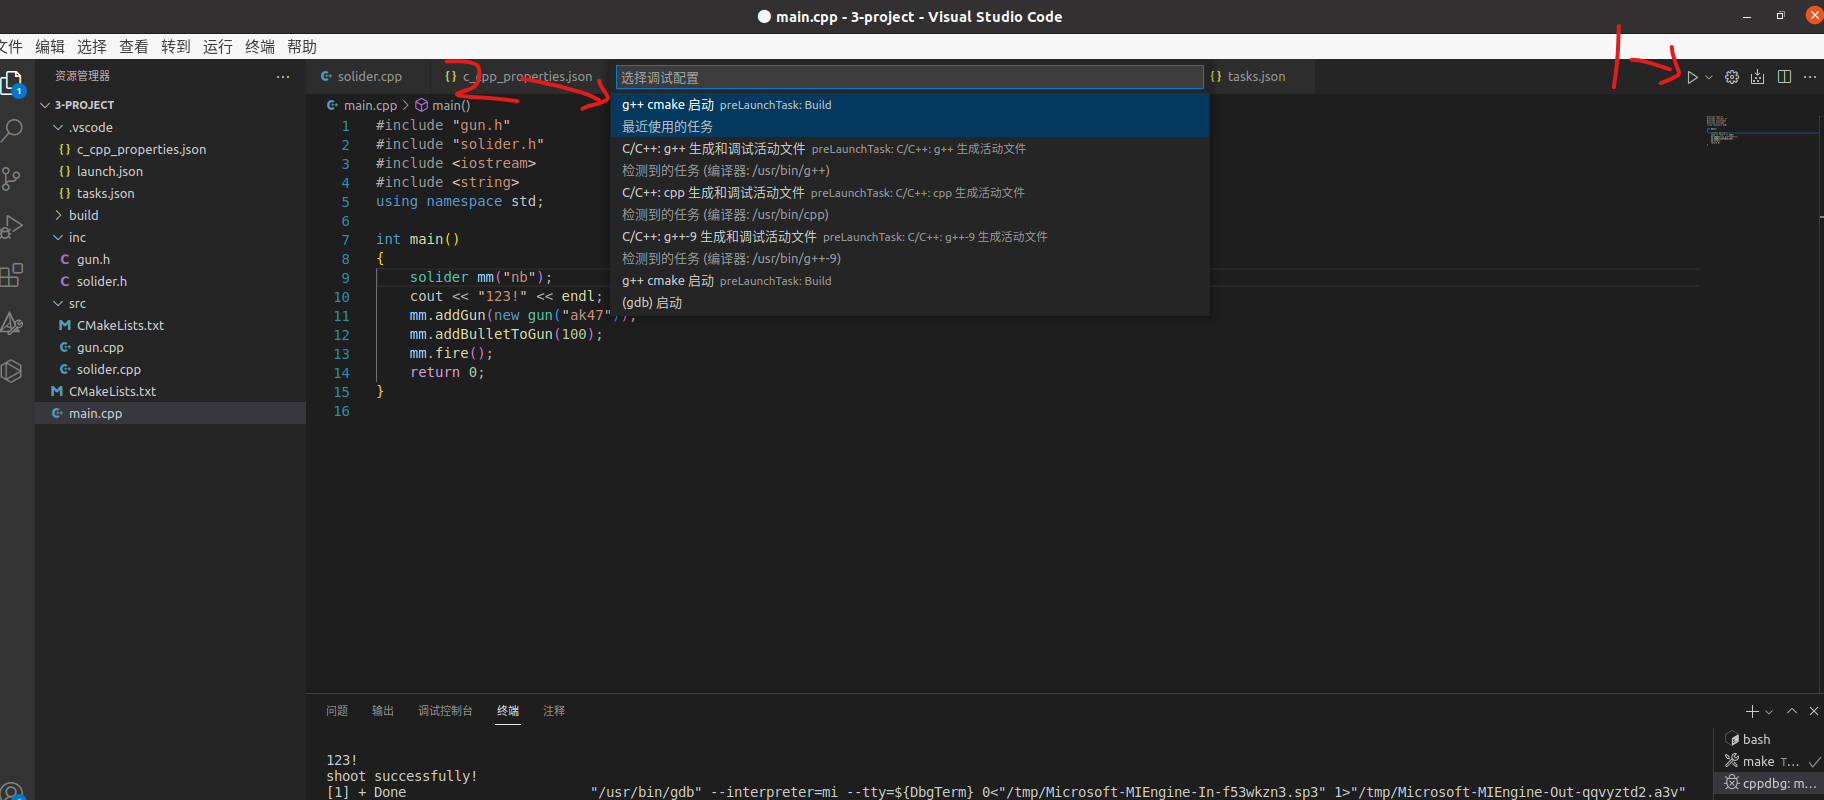 main.cpp - 3-project - Visual Studio Code
文件 编辑 选择 查看 转到 运行 终端 帮助
资源管理器
3-PROJECT
.vscode
c_cpp_properties.json
launch.json
tasks.json
build
inc
gun.h
solider.h
src
CMakeLists.txt
gun.cpp
solider.cpp
CMakeLists.txt
main.cpp
1
solider.cpp
c_cpp_properties.json
tasks.json
main.cpp > main()
选择调试配置
g++ cmake 启动 preLaunchTask: Build
最近使用的任务
C/C++: g++ 生成和调试活动文件 preLaunchTask: C/C++: g++ 生成活动文件
检测到的任务 (编译器: /usr/bin/g++)
C/C++: cpp 生成和调试活动文件 preLaunchTask: C/C++: cpp 生成活动文件
检测到的任务 (编译器: /usr/bin/cpp)
C/C++: g++-9 生成和调试活动文件 preLaunchTask: C/C++: g++-9 生成活动文件
检测到的任务 (编译器: /usr/bin/g++-9)
g++ cmake 启动 preLaunchTask: Build
(gdb) 启动
1 #include "gun.h"
2 #include "solider.h"
3 #include <iostream>
4 #include <string>
5 using namespace std;
6
7 int main()
8 {
9 solider mm("nb");
10 cout << "123!" << endl;
11 mm.addGun(new gun("ak47"));
12 mm.addBulletToGun(100);
13 mm.fire();
14 return 0;
15 }
16
1
2
问题 输出 调试控制台 终端 注释
123!
shoot successfully!
[1] + Done "/usr/bin/gdb" --interpreter=mi --tty=${DbgTerm} 0<"/tmp/Microsoft-MIEngine-In-f53wkzn3.sp3" 1>"/tmp/Microsoft-MIEngine-Out-qqvyztd2.a3v"
bash
make T...
cppdbg: m...